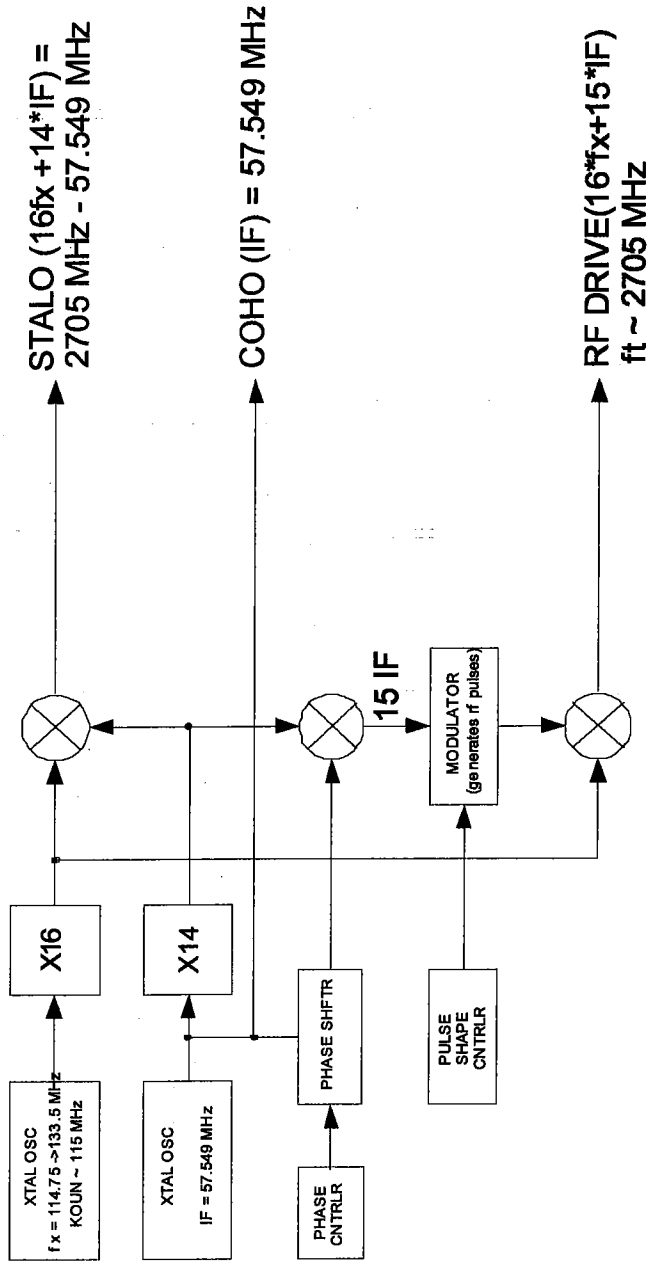 XTAL OSC
fx = 114.75 ->133.5 MHz
KOUN ~ 115 MHz
X16
STALO (16fx +14*IF) =
2705 MHz - 57.549 MHz
XTAL OSC
IF = 57.549 MHz
X14
COHO (IF) = 57.549 MHz
PHASE
CNTRLR
PHASE SHFTR
15 IF
PULSE
SHAPE
CNTRLR
MODULATOR
(generates rf pulses)
RF DRIVE(16*fx+15*IF)
ft ~ 2705 MHz